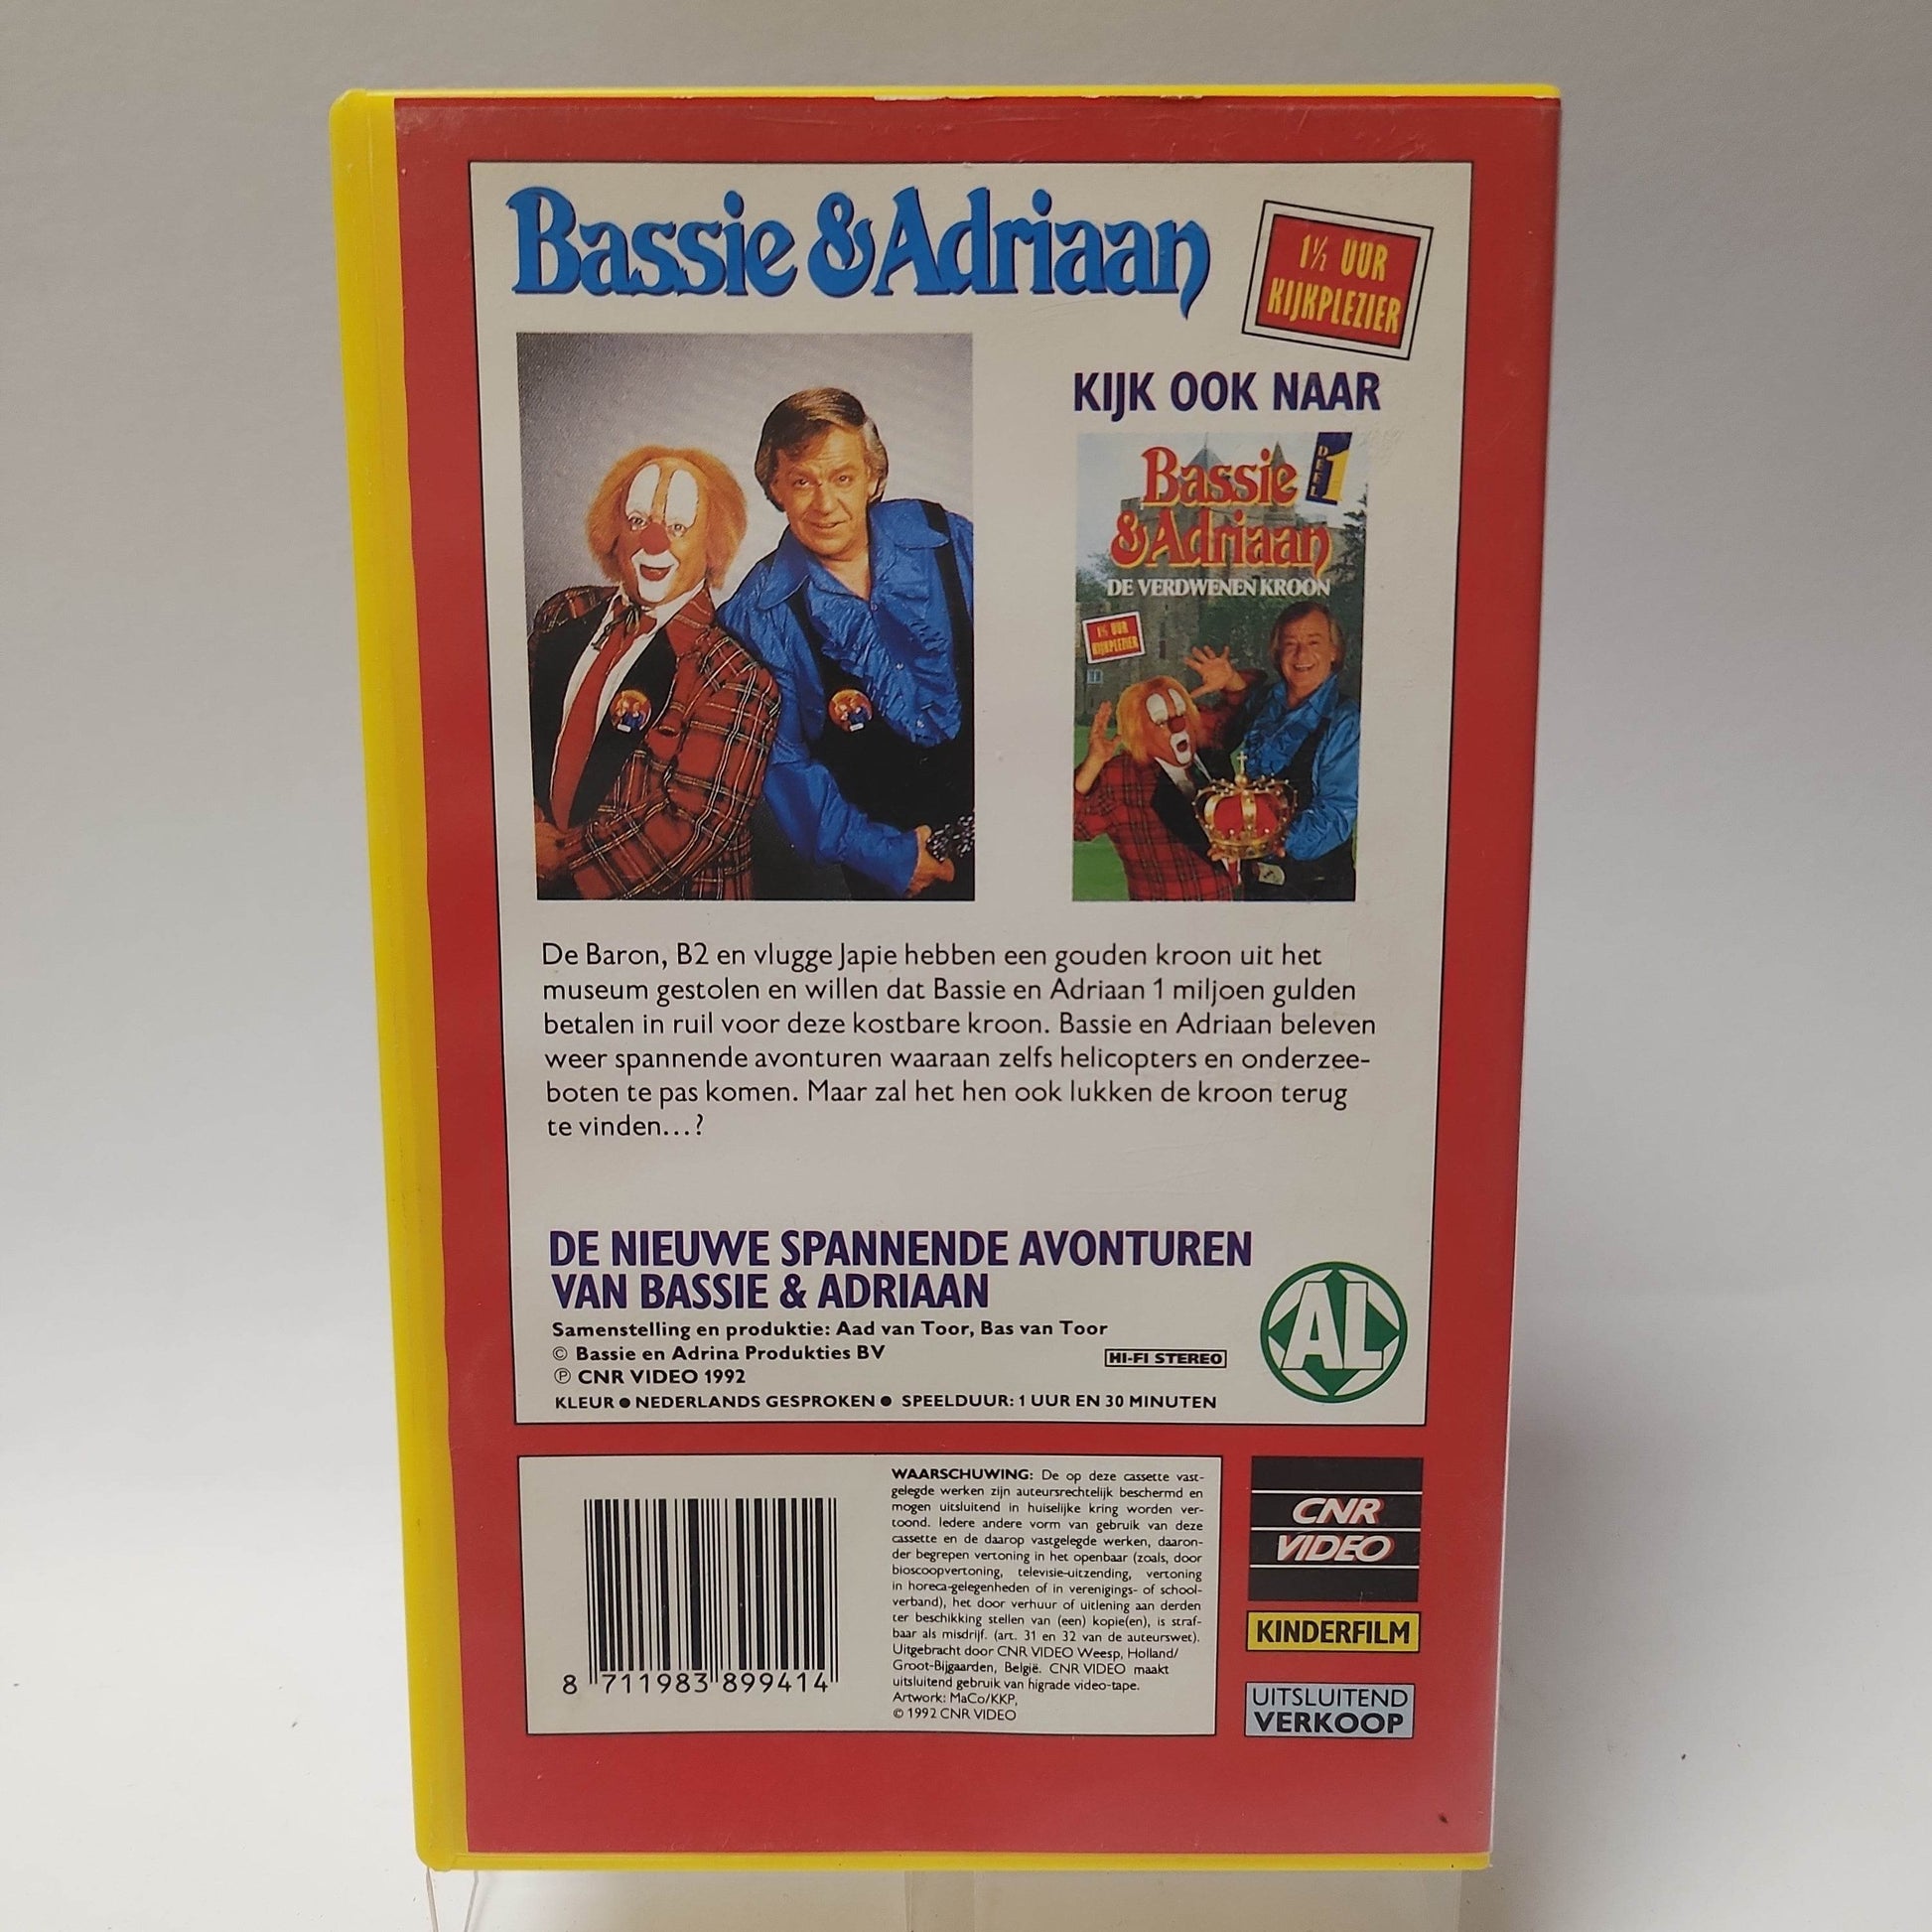 Bassie & Adriaan
1½ UUR
KIJKPLEZIER
KIJK OOK NAAR
Bassie
DEEL 1
& Adriaan
DE VERDWENEN KROON
1½ UUR
KIJKPLEZIER
De Baron, B2 en vlugge Japie hebben een gouden kroon uit het
museum gestolen en willen dat Bassie en Adriaan 1 miljoen gulden
betalen in ruil voor deze kostbare kroon. Bassie en Adriaan beleven
weer spannende avonturen waaraan zelfs helicopters en onderzee-
boten te pas komen. Maar zal het hen ook lukken de kroon terug
te vinden...?
DE NIEUWE SPANNENDE AVONTUREN
VAN BASSIE & ADRIAAN
Samenstelling en produktie: Aad van Toor, Bas van Toor
© Bassie en Adrina Produkties BV
℗ CNR VIDEO 1992
HI-FI STEREO
KLEUR ● NEDERLANDS GESPROKEN ● SPEELDUUR: 1 UUR EN 30 MINUTEN
AL
WAARSCHUWING: De op deze cassette vast-
gelegde werken zijn auteursrechtelijk beschermd en
mogen uitsluitend in huiselijke kring worden ver-
toond. Iedere andere vorm van gebruik van deze
cassette en de daarop vastgelegde werken, daaron-
der begrepen vertoning in het openbaar (zoals, door
bioscoopvertoning, televisie-uitzending, vertoning
in horeca-gelegenheden of in verenigings- of school-
verband), het door verhuur of uitlening aan derden
ter beschikking stellen van (een) kopie(en), is straf-
baar als misdrijf. (art. 31 en 32 van de auteurswet).
Uitgebracht door CNR VIDEO Weesp, Holland/
Groot-Bijgaarden, België. CNR VIDEO maakt
uitsluitend gebruik van higrade video-tape.
Artwork: MaCo/KKP,
© 1992 CNR VIDEO
8 711983 899414
CNR
VIDEO
KINDERFILM
UITSLUITEND
VERKOOP